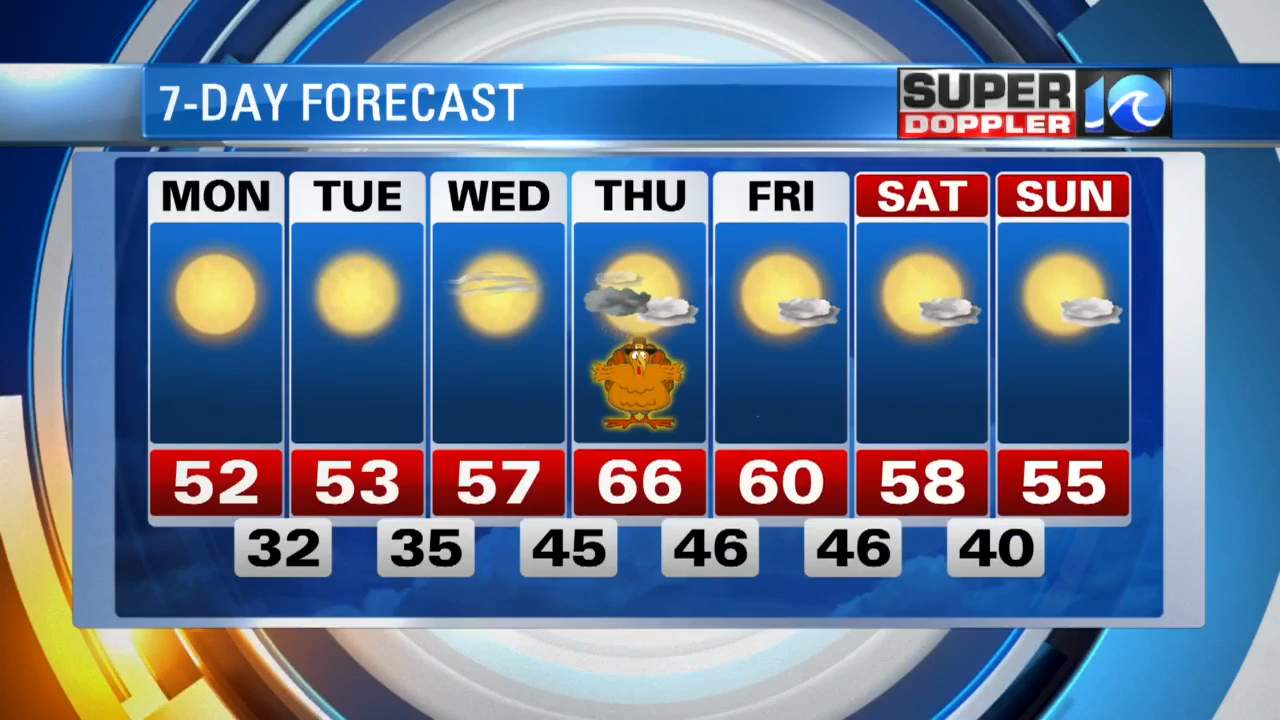 7-DAY FORECAST
SUPER
DOPPLER 10
MON TUE WED THU FRI SAT SUN
52 53 57 66 60 58 55
32 35 45 46 46 40